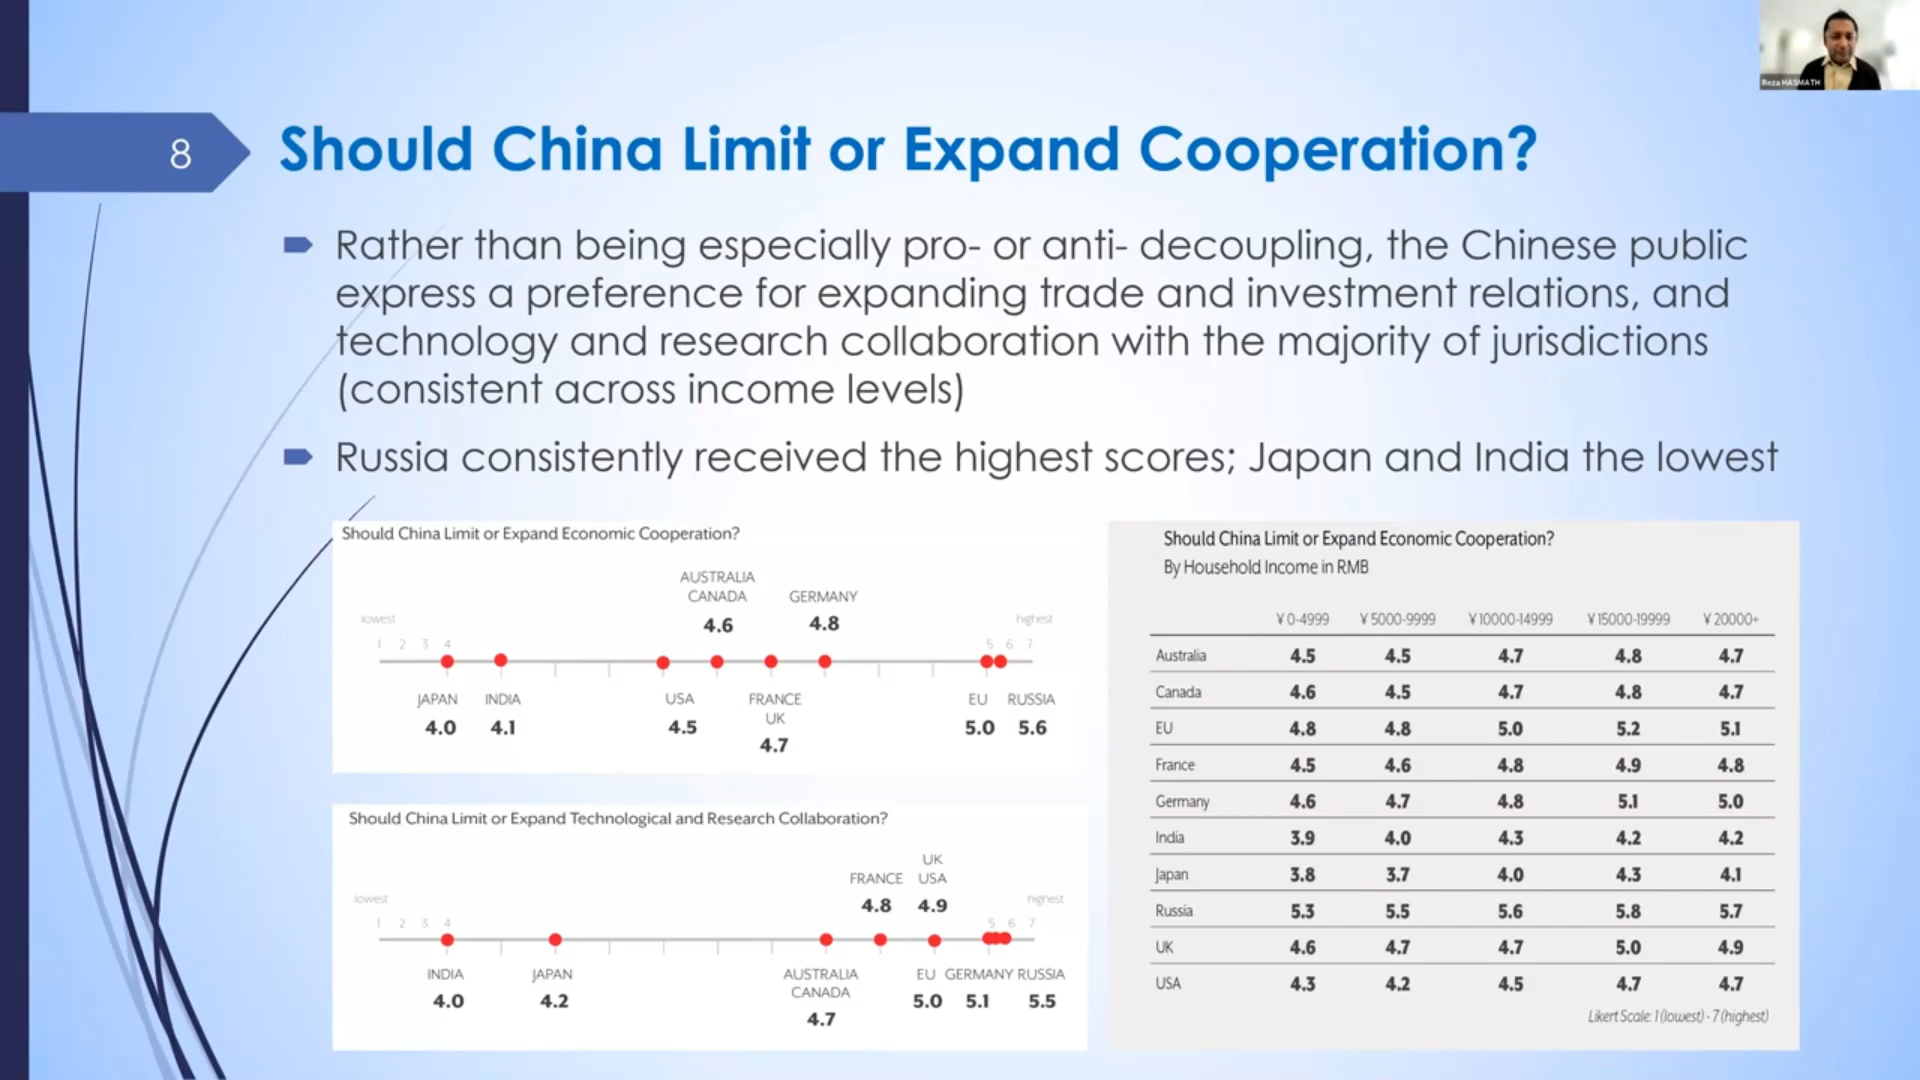 Reza HASMATH
8
Should China Limit or Expand Cooperation?
Rather than being especially pro- or anti- decoupling, the Chinese public
express a preference for expanding trade and investment relations, and
technology and research collaboration with the majority of jurisdictions
(consistent across income levels)
Russia consistently received the highest scores; Japan and India the lowest
Should China Limit or Expand Economic Cooperation?
AUSTRALIA
CANADA GERMANY
4.6 4.8
lowest highest
1 2 3 4 5 6 7
JAPAN INDIA USA FRANCE EU RUSSIA
UK
4.0 4.1 4.5 5.0 5.6
4.7
Should China Limit or Expand Technological and Research Collaboration?
UK
FRANCE USA
4.8 4.9
lowest highest
1 2 3 4 5 6 7
INDIA JAPAN AUSTRALIA EU GERMANY RUSSIA
CANADA
4.0 4.2 5.0 5.1 5.5
4.7
Should China Limit or Expand Economic Cooperation?
By Household Income in RMB
¥ 0-4999 ¥ 5000-9999 ¥ 10000-14999 ¥ 15000-19999 ¥ 20000+
Australia 4.5 4.5 4.7 4.8 4.7
Canada 4.6 4.5 4.7 4.8 4.7
EU 4.8 4.8 5.0 5.2 5.1
France 4.5 4.6 4.8 4.9 4.8
Germany 4.6 4.7 4.8 5.1 5.0
India 3.9 4.0 4.3 4.2 4.2
Japan 3.8 3.7 4.0 4.3 4.1
Russia 5.3 5.5 5.6 5.8 5.7
UK 4.6 4.7 4.7 5.0 4.9
USA 4.3 4.2 4.5 4.7 4.7
Likert Scale: 1 (lowest) - 7 (highest)